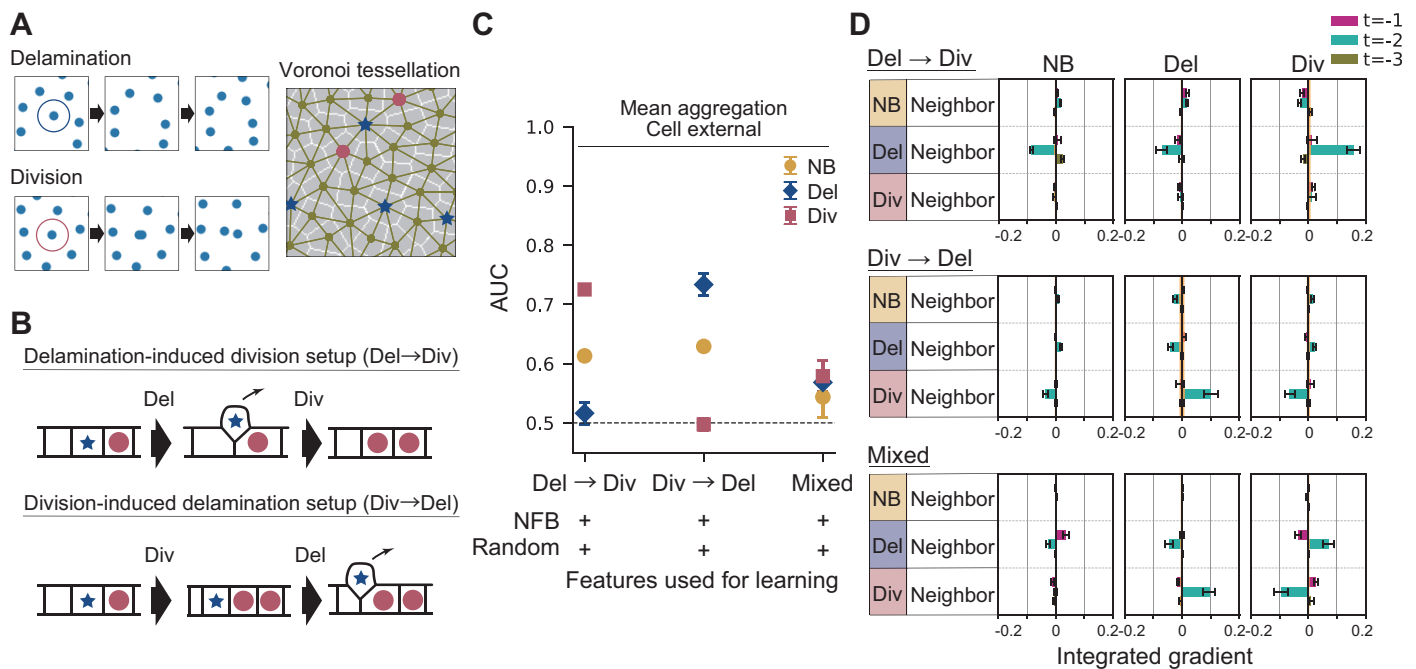 A
Delamination
Division
Voronoi tessellation
B
Delamination-induced division setup (Del→Div)
Del
Div
Division-induced delamination setup (Div→Del)
Div
Del
C
Mean aggregation
Cell external
NB
Del
Div
AUC
1.0
0.9
0.8
0.7
0.6
0.5
Del → Div
Div → Del
Mixed
NFB + + +
Random + + +
Features used for learning
D
t=-1
t=-2
t=-3
Del → Div
NB Del Div
NB Neighbor
Del Neighbor
Div Neighbor
-0.2 0 0.2 -0.2 0 0.2 -0.2 0 0.2
Div → Del
NB Neighbor
Del Neighbor
Div Neighbor
-0.2 0 0.2 -0.2 0 0.2 -0.2 0 0.2
Mixed
NB Neighbor
Del Neighbor
Div Neighbor
-0.2 0 0.2 -0.2 0 0.2 -0.2 0 0.2
Integrated gradient